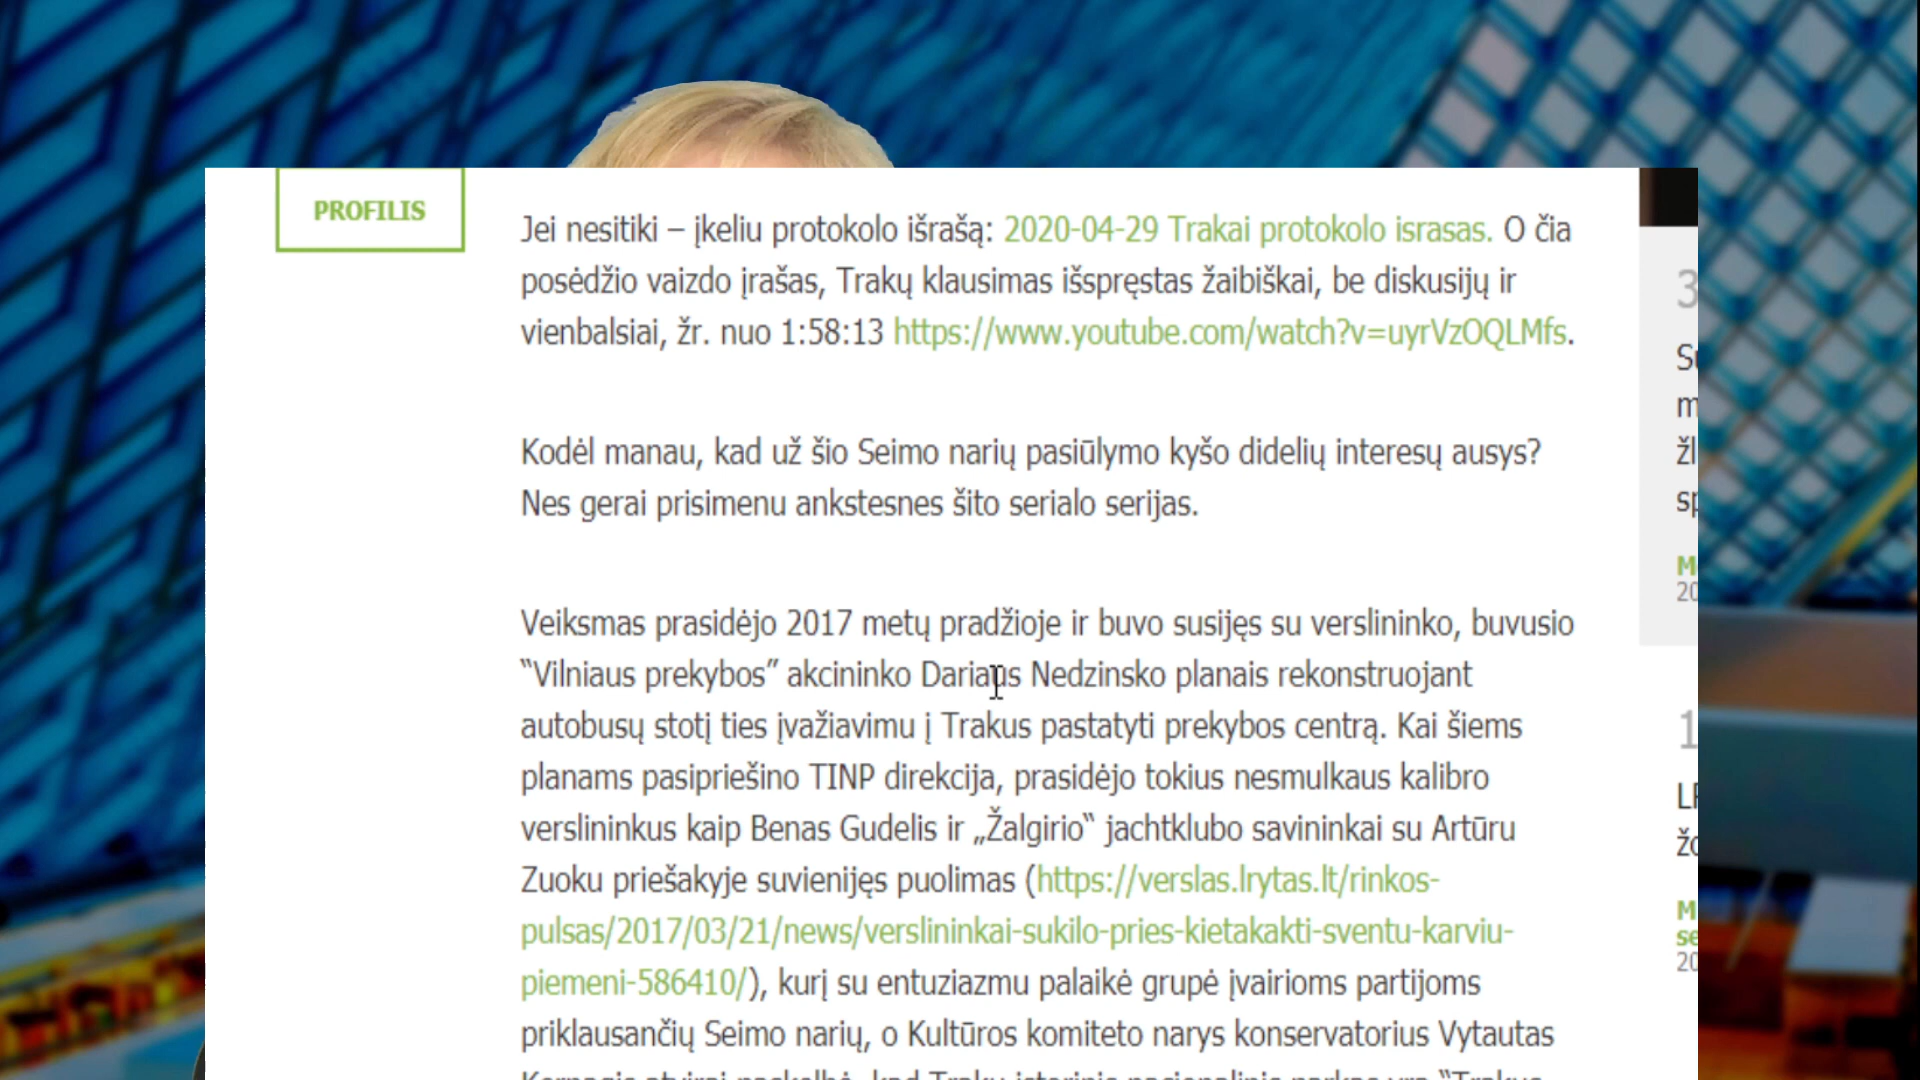 PROFILIS
Jei nesitiki – įkeliu protokolo išrašą: 2020-04-29 Trakai protokolo israsas. O čia
posėdžio vaizdo įrašas, Trakų klausimas išspręstas žaibiškai, be diskusijų ir
vienbalsiai, žr. nuo 1:58:13 https://www.youtube.com/watch?v=uyrVzOQLMfs.
Kodėl manau, kad už šio Seimo narių pasiūlymo kyšo didelių interesų ausys?
Nes gerai prisimenu ankstesnes šito serialo serijas.
Veiksmas prasidėjo 2017 metų pradžioje ir buvo susijęs su verslininko, buvusio
“Vilniaus prekybos” akcininko Dariaus Nedzinsko planais rekonstruojant
autobusų stotį ties įvažiavimu į Trakus pastatyti prekybos centrą. Kai šiems
planams pasipriešino TINP direkcija, prasidėjo tokius nesmulkaus kalibro
verslininkus kaip Benas Gudelis ir „Žalgirio“ jachtklubo savininkai su Artūru
Zuoku priešakyje suvienijęs puolimas (https://verslas.lrytas.lt/rinkos-
pulsas/2017/03/21/news/verslininkai-sukilo-pries-kietakakti-sventu-karviu-
piemeni-586410/), kurį su entuziazmu palaikė grupė įvairioms partijoms
priklausančių Seimo narių, o Kultūros komiteto narys konservatorius Vytautas
3
1